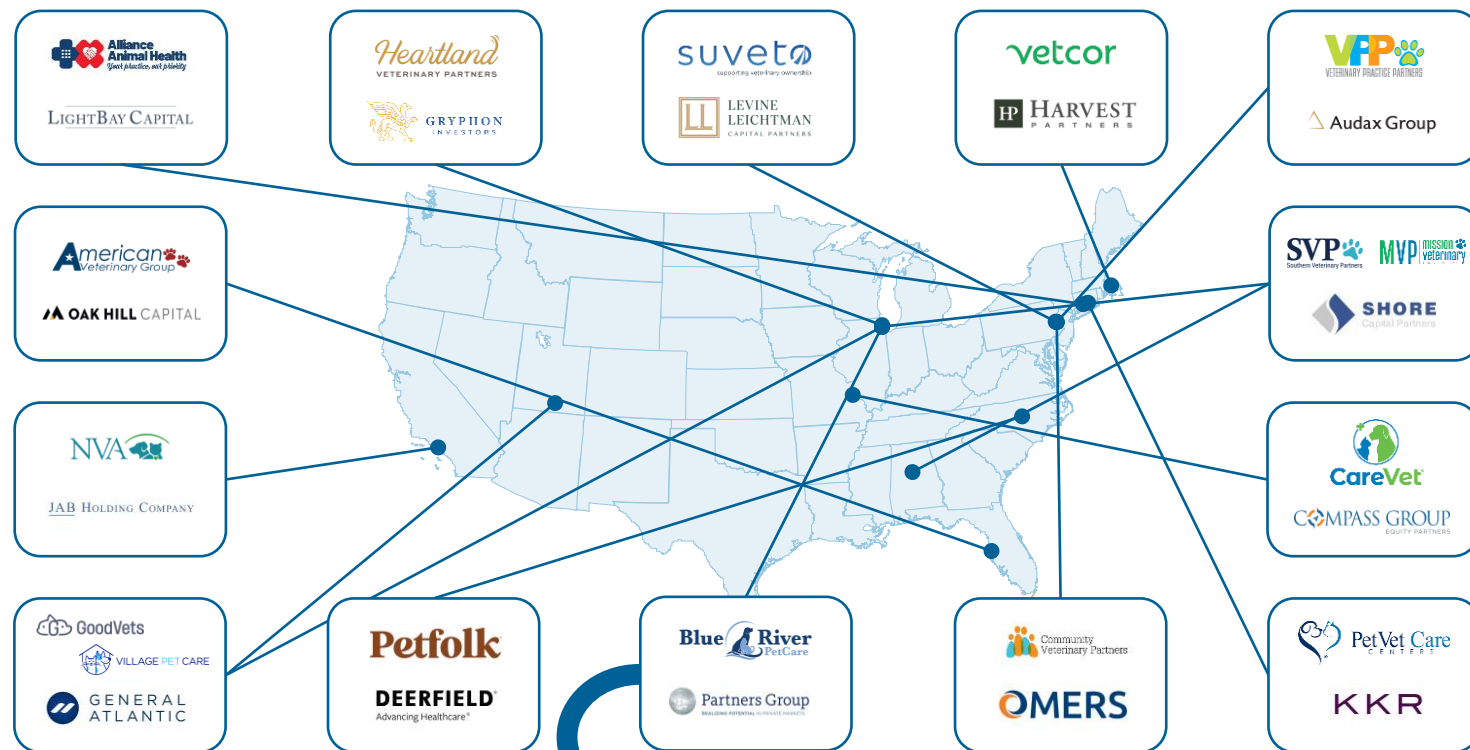 Alliance
Animal Health
Your practice, our priority
LIGHTBAY CAPITAL
Heartland
VETERINARY PARTNERS
GRYPHON
INVESTORS
suveto
supporting veterinary ownership
LL
LEVINE
LEICHTMAN
CAPITAL PARTNERS
vetcor
HP HARVEST
PARTNERS
VPP
VETERINARY PRACTICE PARTNERS
Audax Group
American
Veterinary Group
OAK HILL CAPITAL
SVP
Southern Veterinary Partners
MVP mission
veterinary
SHORE
Capital Partners
NVA
JAB HOLDING COMPANY
CareVet
COMPASS GROUP
EQUITY PARTNERS
GoodVets
VILLAGE PET CARE
GENERAL
ATLANTIC
Petfolk
DEERFIELD®
Advancing Healthcare®
Blue River
PetCare
Partners Group
REALIZING POTENTIAL IN PRIVATE MARKETS
Community
Veterinary Partners
OMERS
PetVet Care
CENTERS
KKR